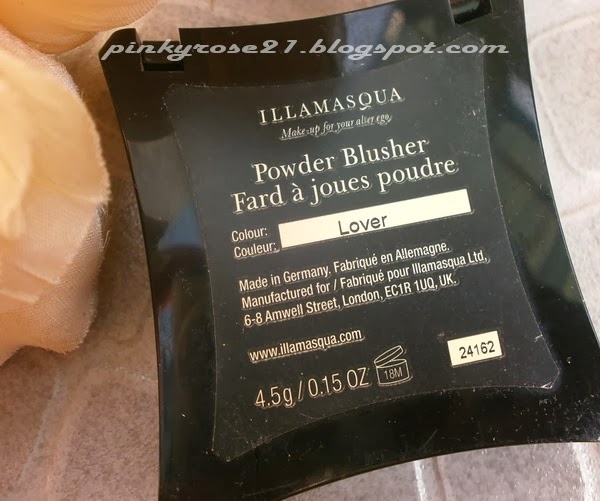 pinkyrose21.blogspot.com
ILLAMASQUA
Make-up for your alter ego
Powder Blusher
Fard à joues poudre
Colour:
Couleur:
Lover
Made in Germany. Fabriqué en Allemagne.
Manufactured for / Fabriqué pour Illamasqua Ltd,
6-8 Amwell Street, London, EC1R 1UQ, UK.
www.illamasqua.com
24162
4.5g / 0.15 OZ
18M